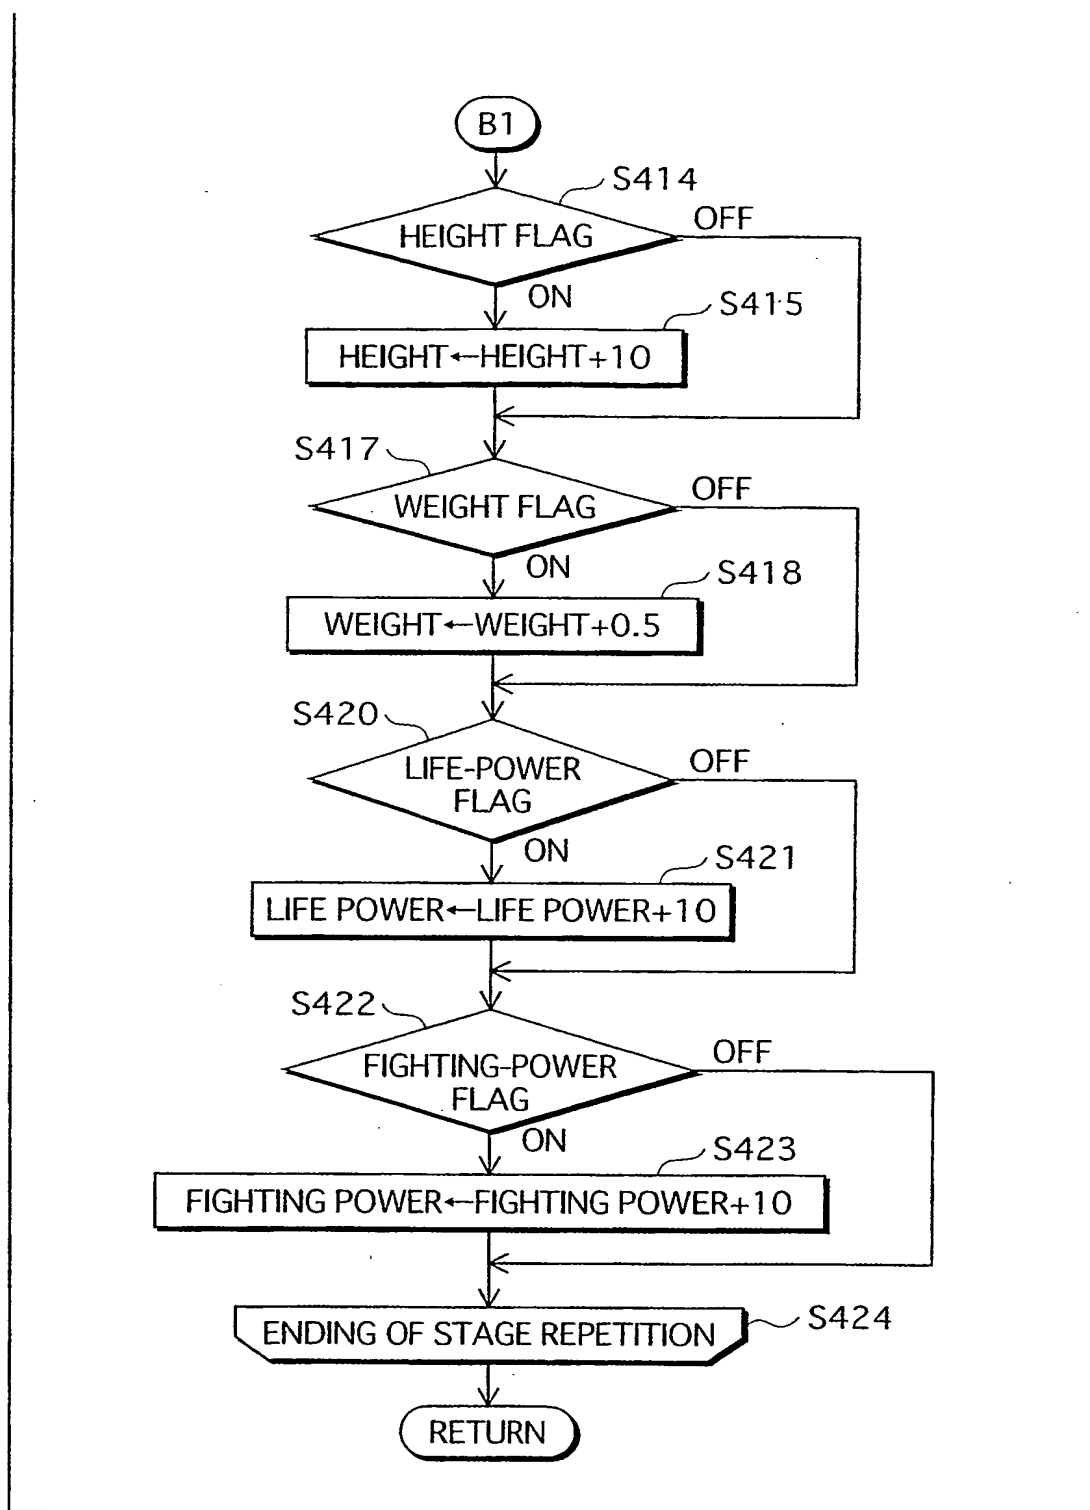 B1
S414
HEIGHT FLAG
OFF
ON
S415
HEIGHT←HEIGHT+10
S417
WEIGHT FLAG
OFF
ON
S418
WEIGHT←WEIGHT+0.5
S420
LIFE-POWER
FLAG
OFF
ON
S421
LIFE POWER←LIFE POWER+10
S422
FIGHTING-POWER
FLAG
OFF
ON
S423
FIGHTING POWER←FIGHTING POWER+10
ENDING OF STAGE REPETITION
S424
RETURN